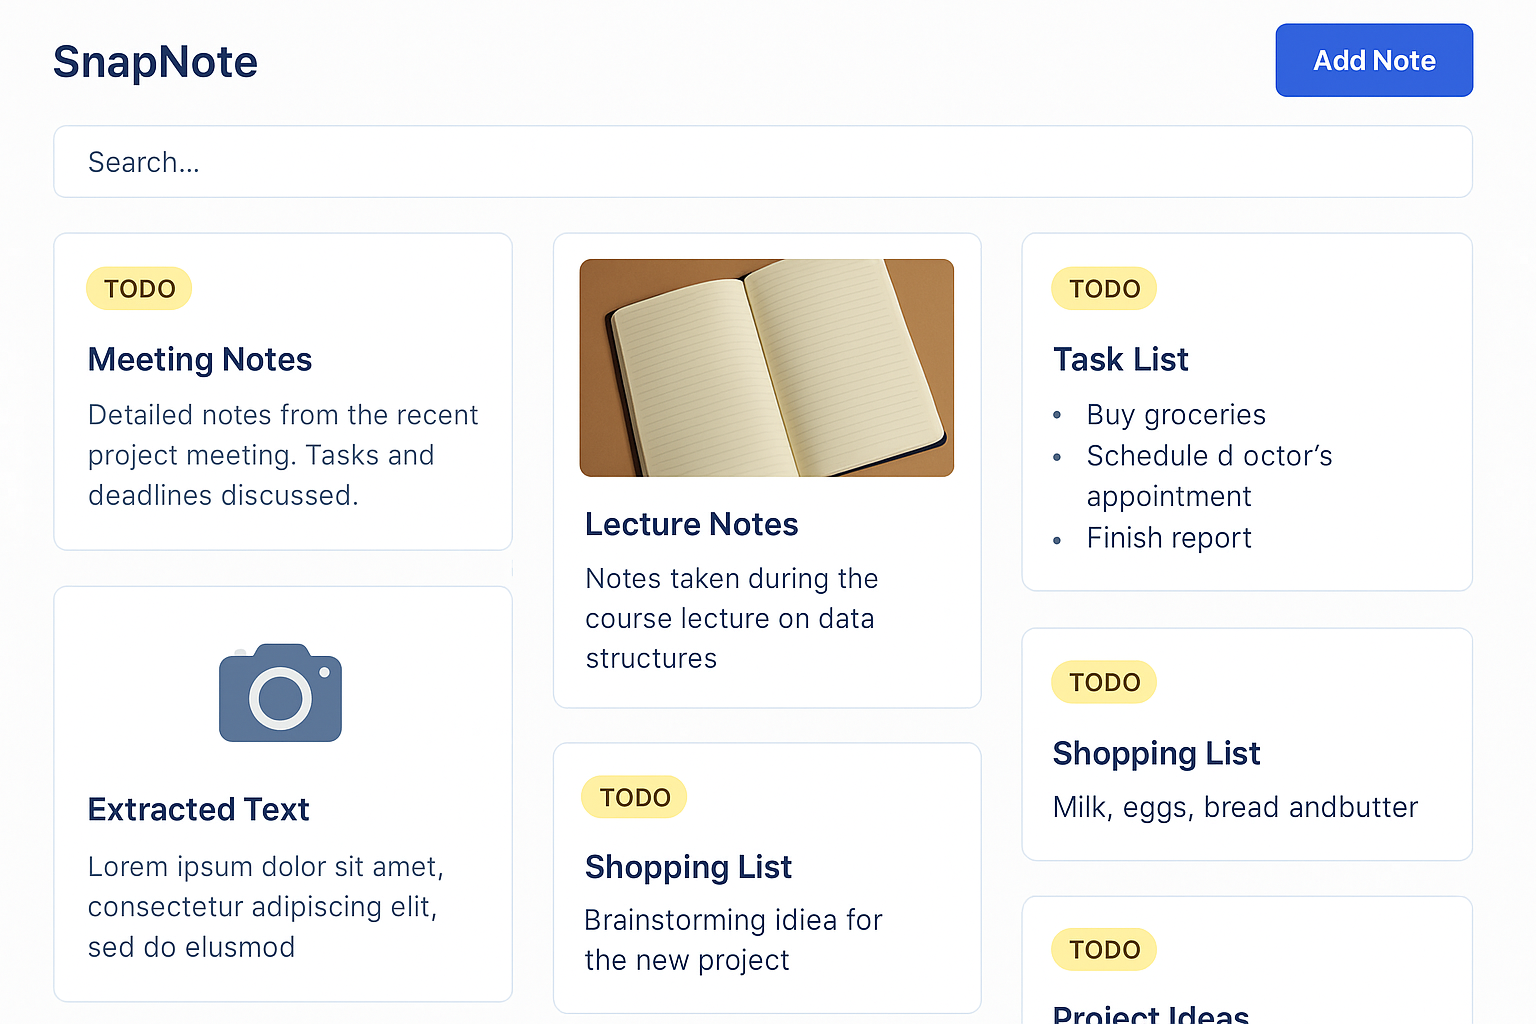 SnapNote
Add Note
Search...
TODO
Meeting Notes
Detailed notes from the recent
project meeting. Tasks and
deadlines discussed.
Extracted Text
Lorem ipsum dolor sit amet,
consectetur adipiscing elit,
sed do elusmod
Lecture Notes
Notes taken during the
course lecture on data
structures
TODO
Shopping List
Brainstorming idiea for
the new project
TODO
Task List
• Buy groceries
• Schedule d octor’s
appointment
• Finish report
TODO
Shopping List
Milk, eggs, bread andbutter
TODO
Project Ideas